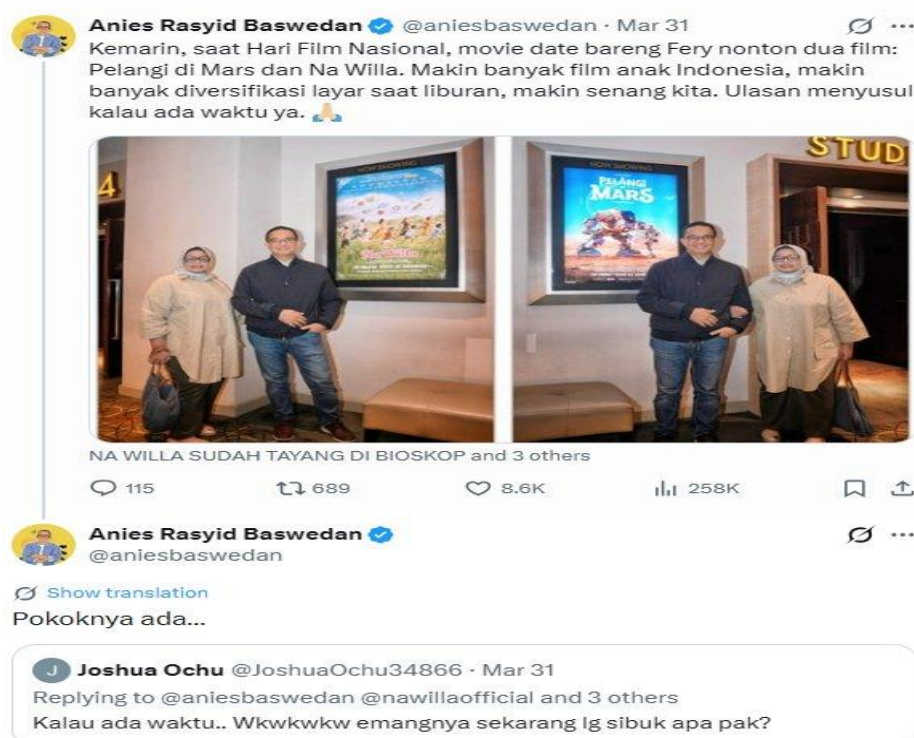 Anies Rasyid Baswedan @aniesbaswedan · Mar 31
Kemarin, saat Hari Film Nasional, movie date bareng Fery nonton dua film:
Pelangi di Mars dan Na Willa. Makin banyak film anak Indonesia, makin
banyak diversifikasi layar saat liburan, makin senang kita. Ulasan menyusul
kalau ada waktu ya.
4
NOW SHOWING
Na Willa
NOW SHOWING
PELANGI
MARS
STUD
NA WILLA SUDAH TAYANG DI BIOSKOP and 3 others
115 689 8.6K 258K
Anies Rasyid Baswedan
@aniesbaswedan
Show translation
Pokoknya ada...
J Joshua Ochu @JoshuaOchu34866 · Mar 31
Replying to @aniesbaswedan @nawillaofficial and 3 others
Kalau ada waktu.. Wkwkwkw emangnya sekarang lg sibuk apa pak?